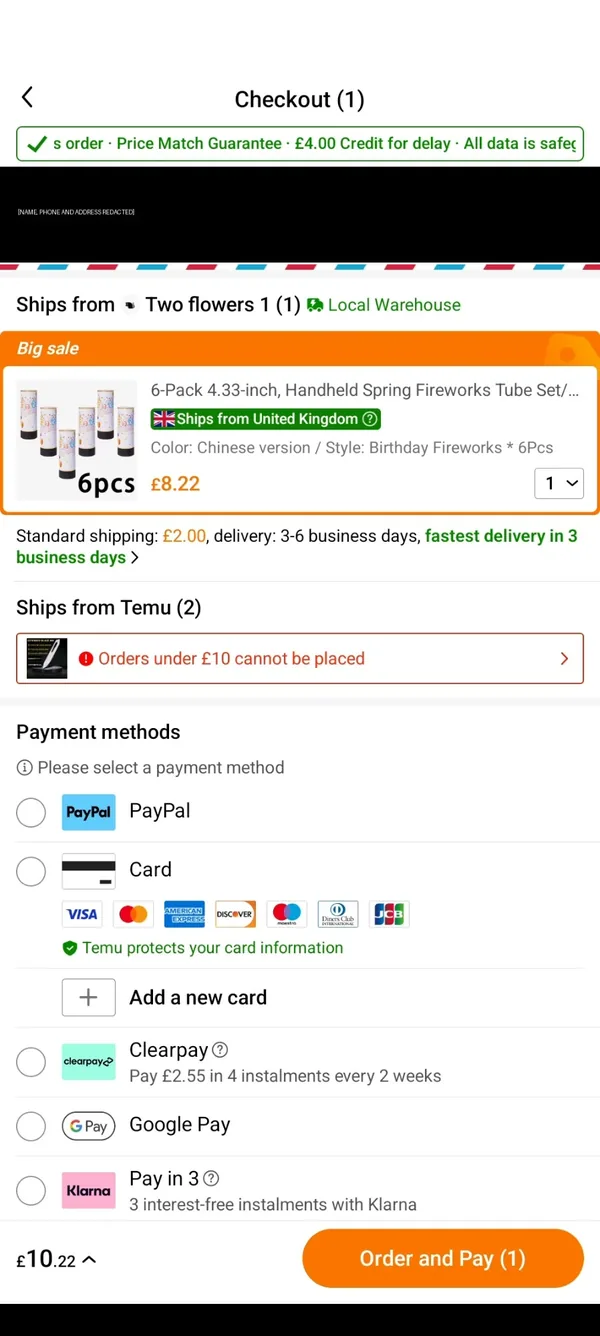 Checkout (1)
s order · Price Match Guarantee · £4.00 Credit for delay · All data is safeg
[NAME, PHONE AND ADDRESS REDACTED]
Ships from Two flowers 1 (1) Local Warehouse
Big sale
6-Pack 4.33-inch, Handheld Spring Fireworks Tube Set/...
Ships from United Kingdom
Color: Chinese version / Style: Birthday Fireworks * 6Pcs
6pcs
£8.22
1
Standard shipping: £2.00, delivery: 3-6 business days, fastest delivery in 3
business days
Ships from Temu (2)
Orders under £10 cannot be placed
Payment methods
Please select a payment method
PayPal PayPal
Card
VISA AMERICAN EXPRESS DISCOVER maestro Diners Club INTERNATIONAL JCB
Temu protects your card information
Add a new card
clearpay Clearpay
Pay £2.55 in 4 instalments every 2 weeks
G Pay Google Pay
Klarna Pay in 3
3 interest-free instalments with Klarna
£10.22
Order and Pay (1)